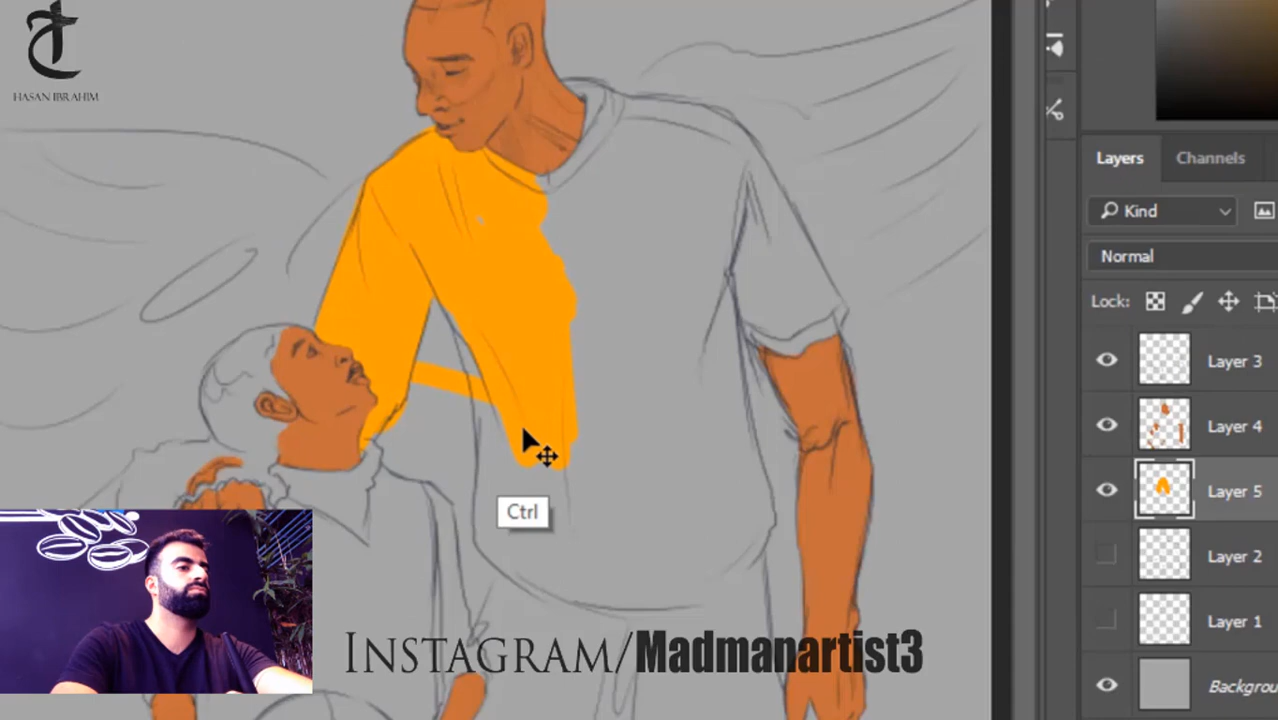 HASAN IBRAHIM
Layers
Channels
Kind
Normal
Lock:
Layer 3
Layer 4
Layer 5
Layer 2
Layer 1
Ctrl
INSTAGRAM/Madmanartist3